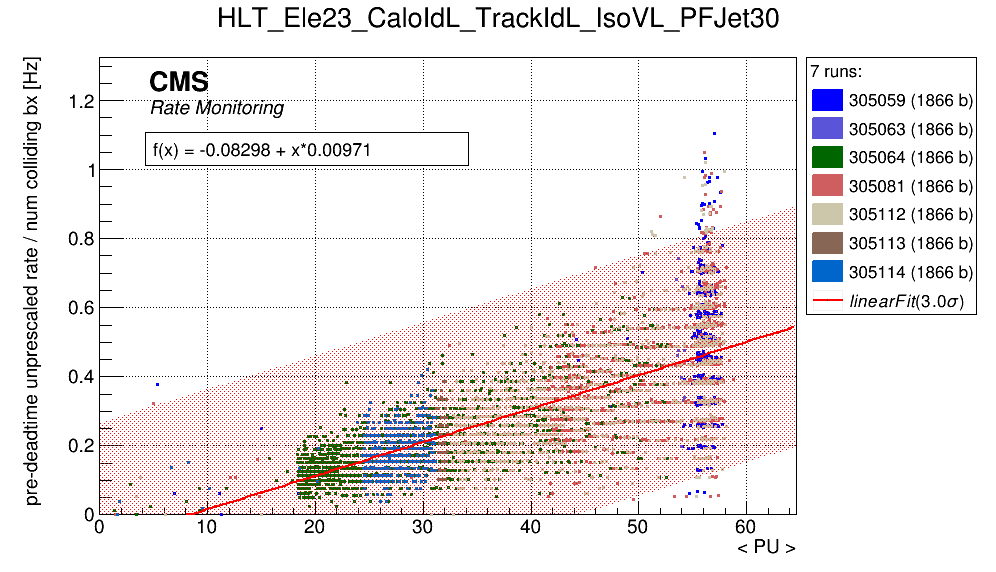 HLT_Ele23_CaloIdL_TrackIdL_IsoVL_PFJet30
pre-deadtime unprescaled rate / num colliding bx [Hz]
CMS
Rate Monitoring
f(x) = -0.08298 + x*0.00971
1.2
1
0.8
0.6
0.4
0.2
0
0 10 20 30 40 50 60
< PU >
7 runs:
305059 (1866 b)
305063 (1866 b)
305064 (1866 b)
305081 (1866 b)
305112 (1866 b)
305113 (1866 b)
305114 (1866 b)
linearFit(3.0σ)